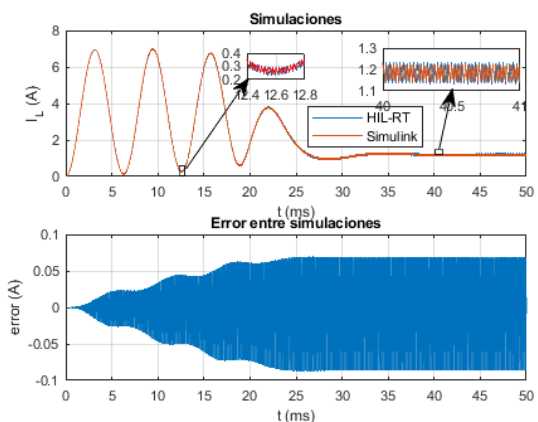 Simulaciones
8
6
4
2
0
I_L (A)
0.4
0.3
0.2
12.4 12.6 12.8
1.3
1.2
1.1
40 40.5 41
HIL-RT
Simulink
0 5 10 15 20 25 30 35 40 45 50
t (ms)
Error entre simulaciones
0.1
0.05
0
-0.05
-0.1
error (A)
0 5 10 15 20 25 30 35 40 45 50
t (ms)